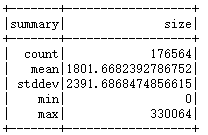 +-------+------------------+
|summary|              size|
+-------+------------------+
|  count|            176564|
|   mean|1801.6682392786752|
| stddev|2391.6868474856615|
|    min|                 0|
|    max|            330064|
+-------+------------------+